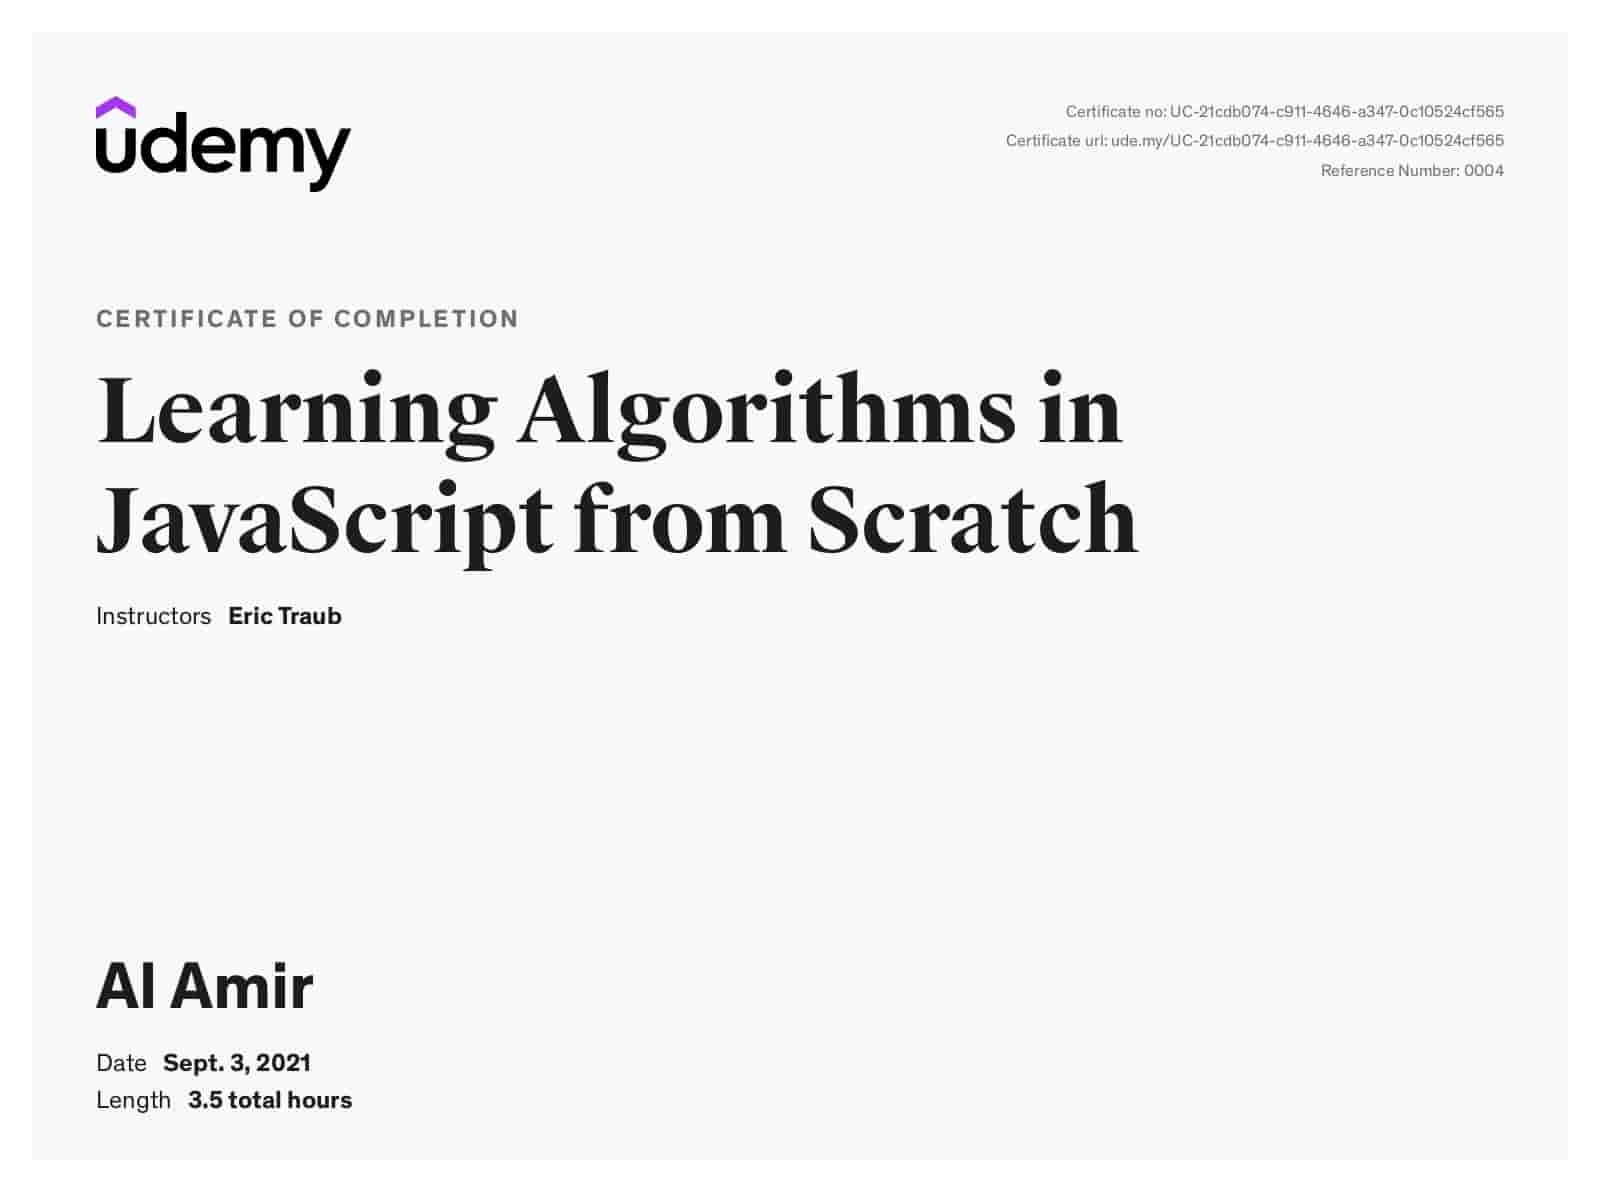 udemy
Certificate no: UC-21cdb074-c911-4646-a347-0c10524cf565
Certificate url: ude.my/UC-21cdb074-c911-4646-a347-0c10524cf565
Reference Number: 0004
CERTIFICATE OF COMPLETION
Learning Algorithms in
JavaScript from Scratch
Instructors Eric Traub
Al Amir
Date Sept. 3, 2021
Length 3.5 total hours